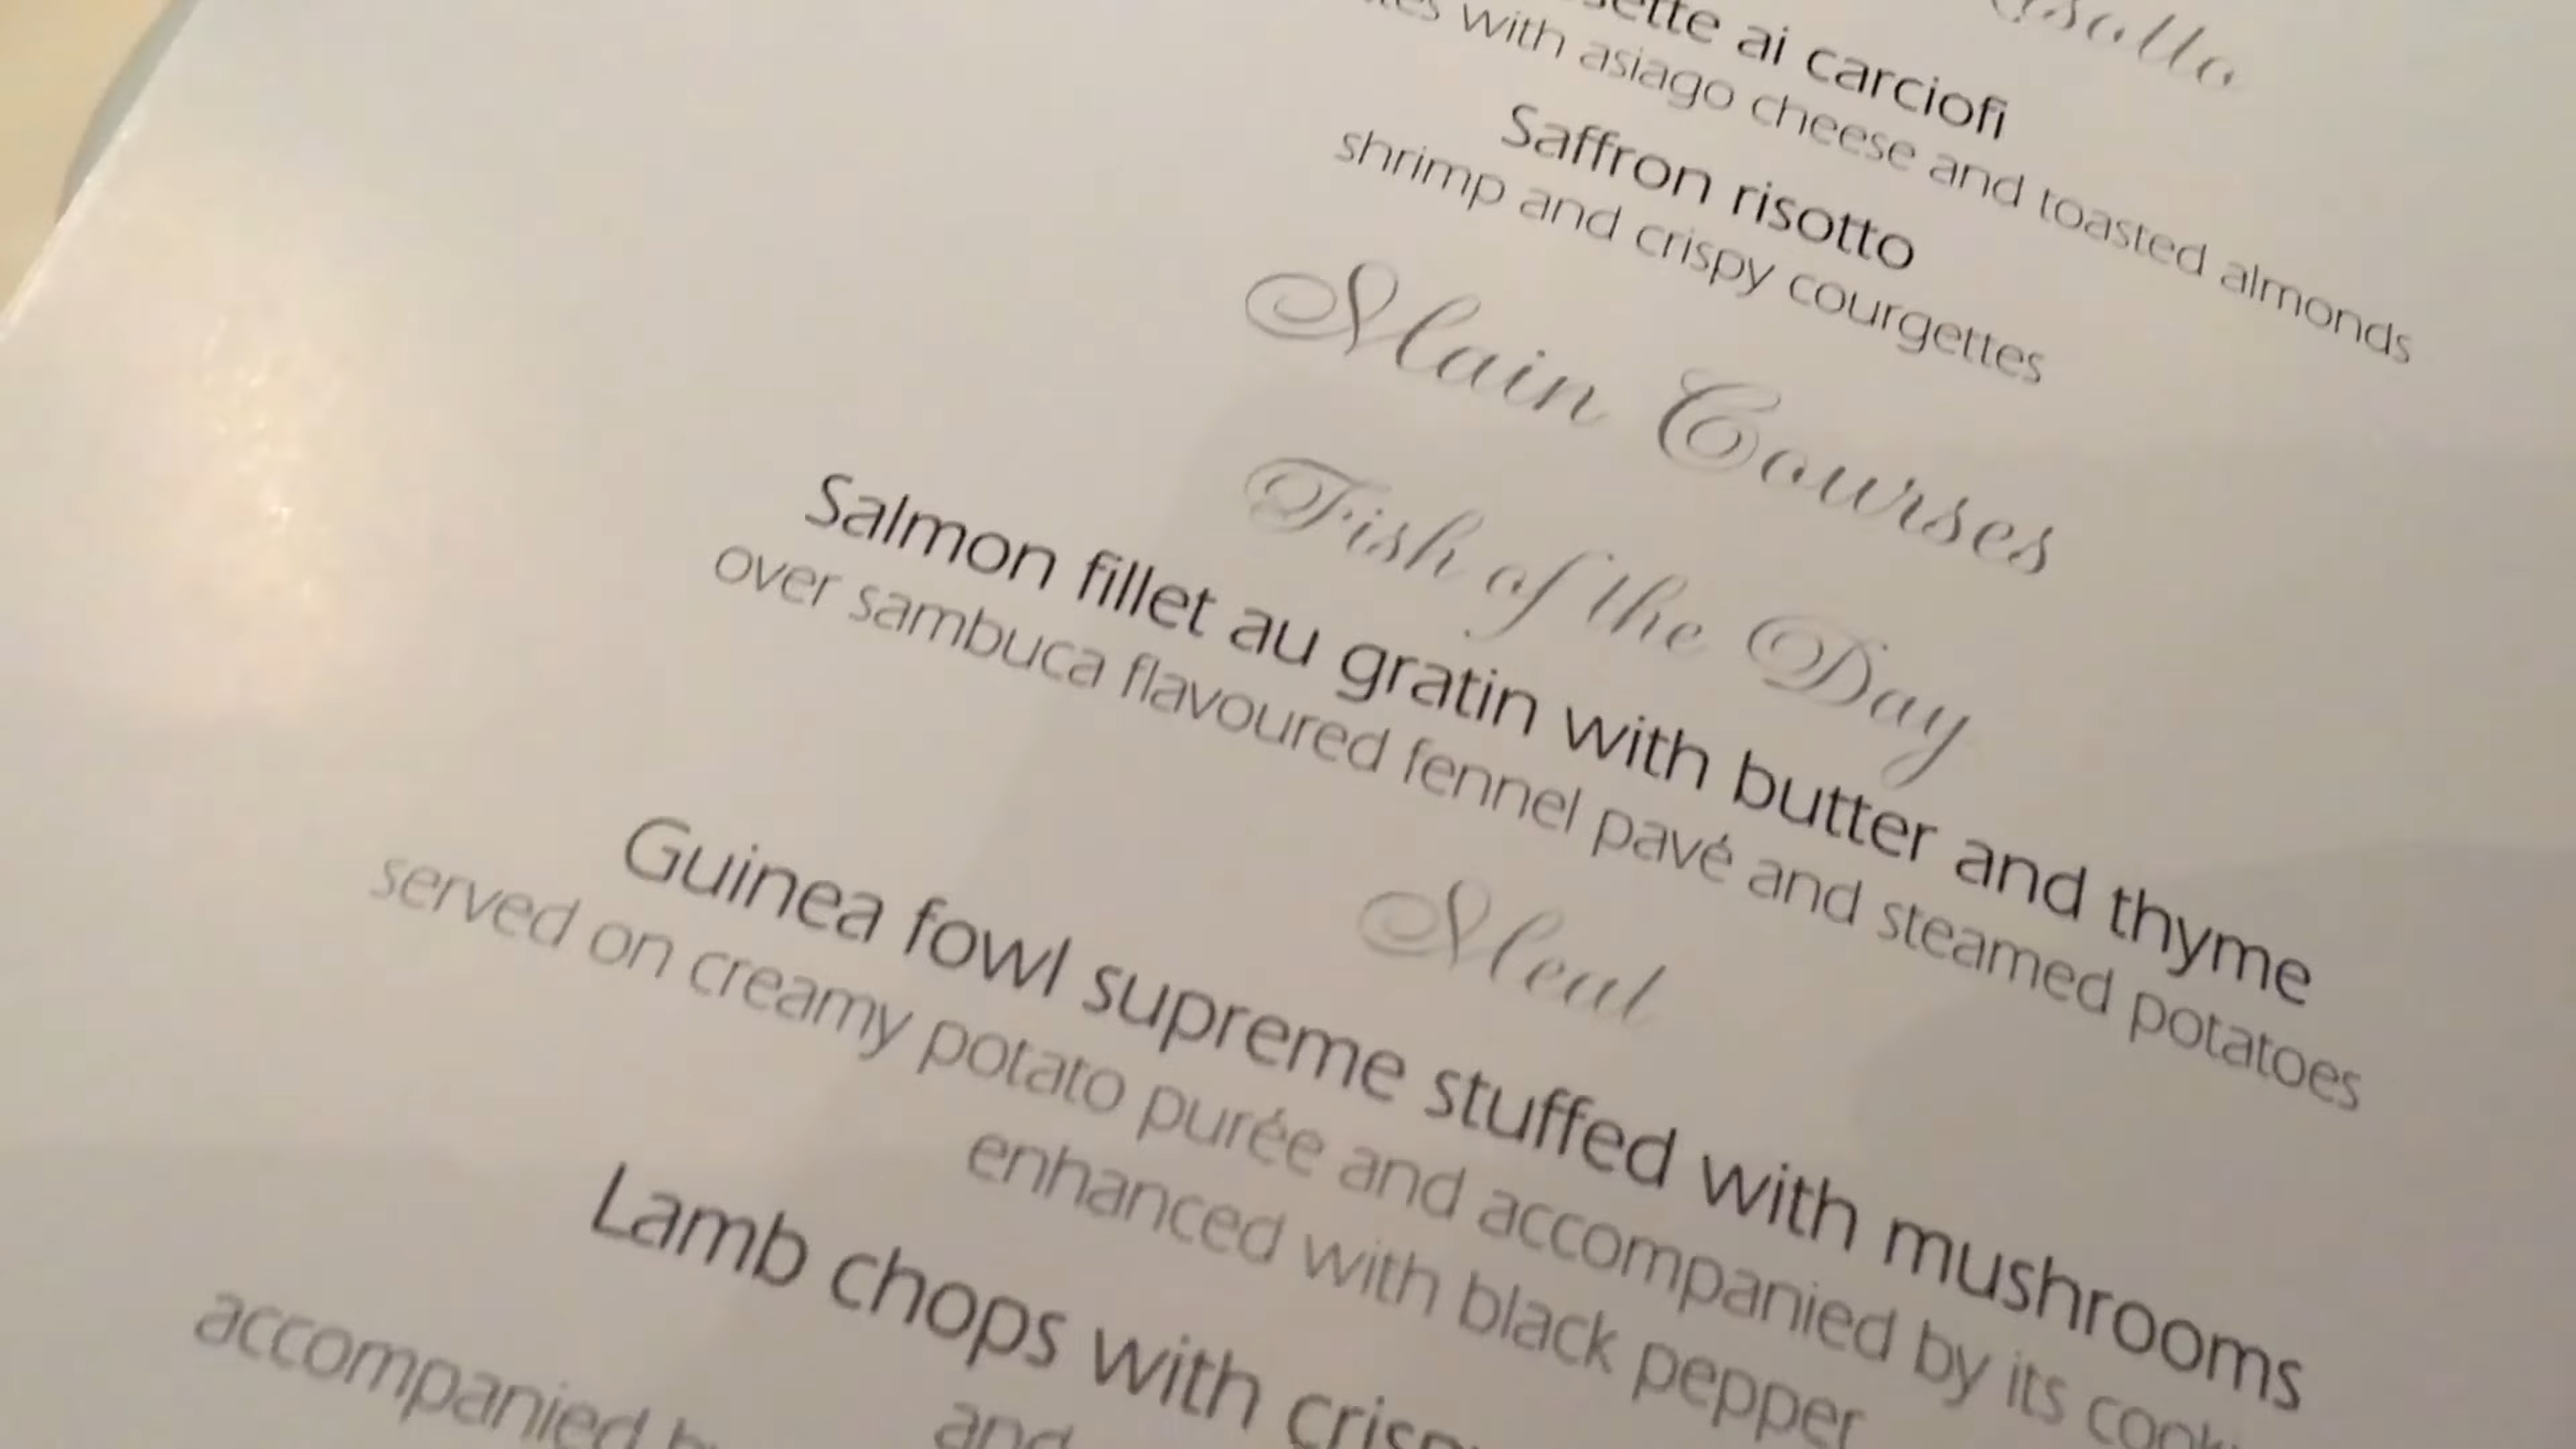 ai carciofi
with asiago cheese and toasted almonds
Saffron risotto
shrimp and crispy courgettes
Main Courses
Fish of the Day
Salmon fillet au gratin with butter and thyme
over sambuca flavoured fennel pavé and steamed potatoes
Meat
Guinea fowl supreme stuffed with mushrooms
served on creamy potato purée and accompanied by its
enhanced with black pepper
Lamb chops with
and
accompanied